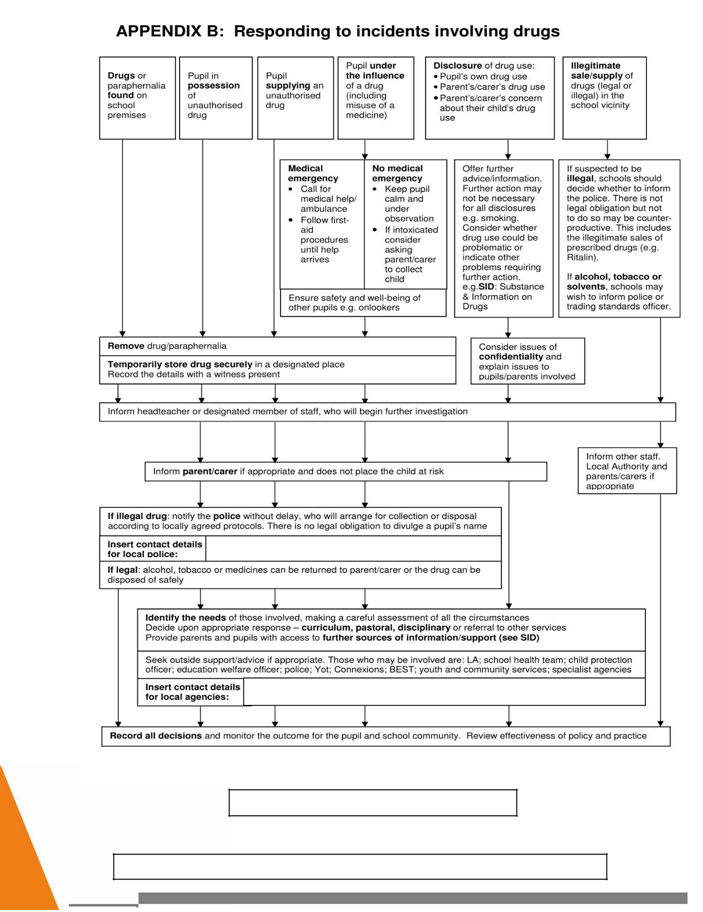 APPENDIX B: Responding to incidents involving drugs
Drugs or
paraphernalia
found on
school
premises
Pupil in
possession
of
unauthorised
drug
Pupil
supplying an
unauthorised
drug
Pupil under
the influence
of a drug
(including
misuse of a
medicine)
Disclosure of drug use:
• Pupil's own drug use
• Parent's/carer's drug use
• Parent's/carer's concern
about their child's drug
use
Illegitimate
sale/supply of
drugs (legal or
illegal) in the
school vicinity
Medical
emergency
• Call for
medical help/
ambulance
• Follow first-
aid
procedures
until help
arrives
No medical
emergency
• Keep pupil
calm and
under
observation
• If intoxicated
consider
asking
parent/carer
to collect
child
Ensure safety and well-being of
other pupils e.g. onlookers
Offer further
advice/information.
Further action may
not be necessary
for all disclosures
e.g. smoking.
Consider whether
drug use could be
problematic or
indicate other
problems requiring
further action.
e.g.SID: Substance
& Information on
Drugs
If suspected to be
illegal, schools should
decide whether to inform
the police. There is not
legal obligation but not
to do so may be counter-
productive. This includes
the illegitimate sales of
prescribed drugs (e.g.
Ritalin).
If alcohol, tobacco or
solvents, schools may
wish to inform police or
trading standards officer.
Remove drug/paraphernalia
Temporarily store drug securely in a designated place
Record the details with a witness present
Consider issues of
confidentiality and
explain issues to
pupils/parents involved
Inform headteacher or designated member of staff, who will begin further investigation
Inform other staff.
Local Authority and
parents/carers if
appropriate
Inform parent/carer if appropriate and does not place the child at risk
If illegal drug: notify the police without delay, who will arrange for collection or disposal
according to locally agreed protocols. There is no legal obligation to divulge a pupil's name
Insert contact details
for local police:
If legal: alcohol, tobacco or medicines can be returned to parent/carer or the drug can be
disposed of safely
Identify the needs of those involved, making a careful assessment of all the circumstances
Decide upon appropriate response – curriculum, pastoral, disciplinary or referral to other services
Provide parents and pupils with access to further sources of information/support (see SID)
Seek outside support/advice if appropriate. Those who may be involved are: LA; school health team; child protection
officer; education welfare officer; police; Yot; Connexions; BEST; youth and community services; specialist agencies
Insert contact details
for local agencies:
Record all decisions and monitor the outcome for the pupil and school community. Review effectiveness of policy and practice